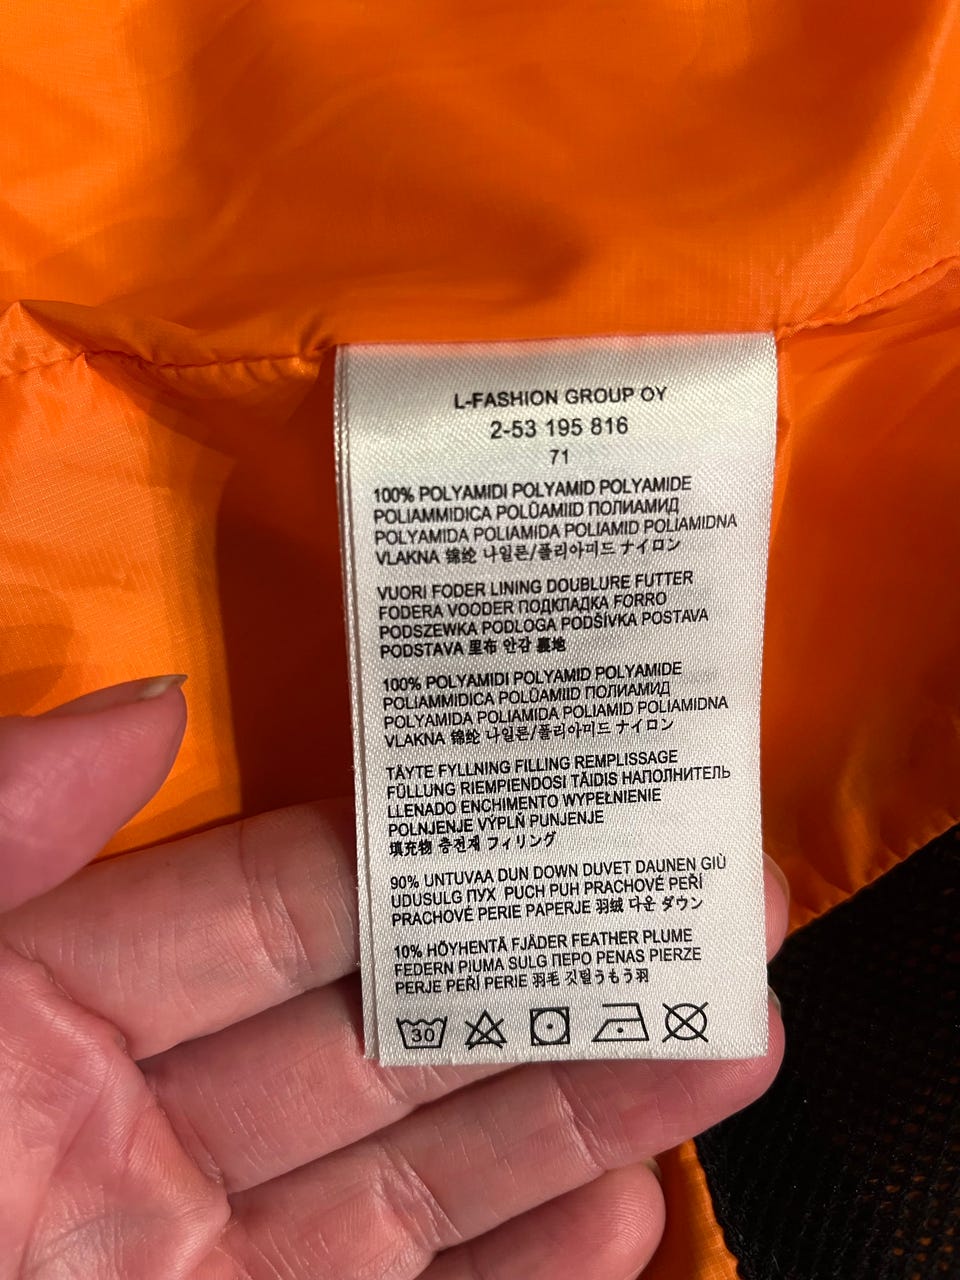 L-FASHION GROUP OY
2-53 195 816
71
100% POLYAMIDI POLYAMID POLYAMIDE
POLIAMMIDICA POLÜAMIID ПОЛИАМИД
POLYAMIDA POLIAMIDA POLIAMID POLIAMIDNA
VLAKNA 锦纶 나일론/폴리아미드 ナイロン
VUORI FODER LINING DOUBLURE FUTTER
FODERA VOODER ПОДКЛАДКА FORRO
PODSZEWKA PODLOGA PODŠÍVKA POSTAVA
PODSTAVA 里布 안감 裏地
100% POLYAMIDI POLYAMID POLYAMIDE
POLIAMMIDICA POLÜAMIID ПОЛИАМИД
POLYAMIDA POLIAMIDA POLIAMID POLIAMIDNA
VLAKNA 锦纶 나일론/폴리아미드 ナイロン
TÄYTE FYLLNING FILLING REMPLISSAGE
FÜLLUNG RIEMPIENDOSI TÄIDIS НАПОЛНИТЕЛЬ
LLENADO ENCHIMENTO WYPEŁNIENIE
POLNJENJE VÝPLŇ PUNJENJE
填充物 충전재 フィリング
90% UNTUVAA DUN DOWN DUVET DAUNEN GIÙ
UDUSULG ПУХ PUCH PUH PRACHOVÉ PEŘÍ
PRACHOVÉ PERIE PAPERJE 羽绒 다운 ダウン
10% HÖYHENTÄ FJÄDER FEATHER PLUME
FEDERN PIUMA SULG ПЕРО PENAS PIERZE
PERJE PEŘÍ PERIE 羽毛 깃털 うもう羽
30